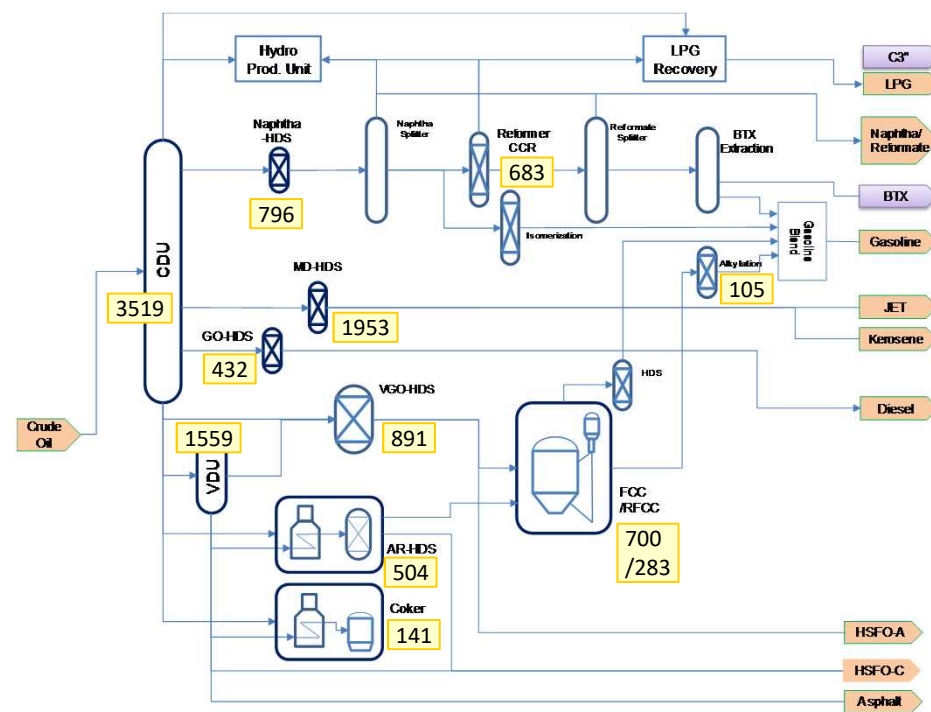 Hydro
Prod. Unit
LPG
Recovery
C3"
LPG
Naphtha
-HDS
Naphtha
Splitter
Reformer
CCR
Reformate
Splitter
BTX
Extraction
Naphtha/
Reformate
796
683
BTX
Isomerization
Gasoline
Blend
Gasoline
CDU
MD-HDS
Alkylation
105
3519
1953
JET
GO-HDS
Kerosene
432
HDS
VGO-HDS
Diesel
Crude
Oil
1559
891
VDU
FCC
/RFCC
700
/283
AR-HDS
504
Coker
141
HSFO-A
HSFO-C
Asphalt